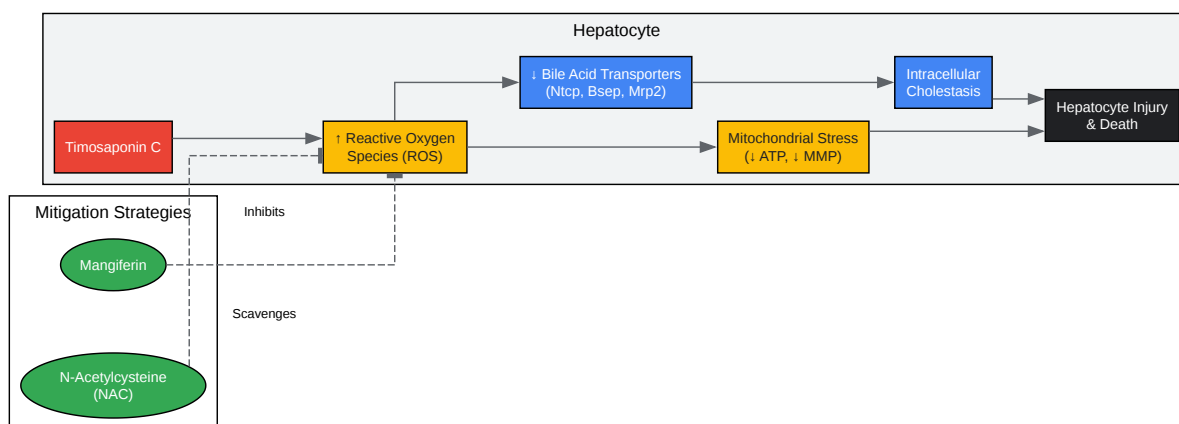 Hepatocyte
↓ Bile Acid Transporters
(Ntcp, Bsep, Mrp2)
Intracellular
Cholestasis
Hepatocyte Injury
& Death
Timosaponin C
↑ Reactive Oxygen
Species (ROS)
Mitochondrial Stress
(↓ ATP, ↓ MMP)
Mitigation Strategies
Inhibits
Mangiferin
Scavenges
N-Acetylcysteine
(NAC)